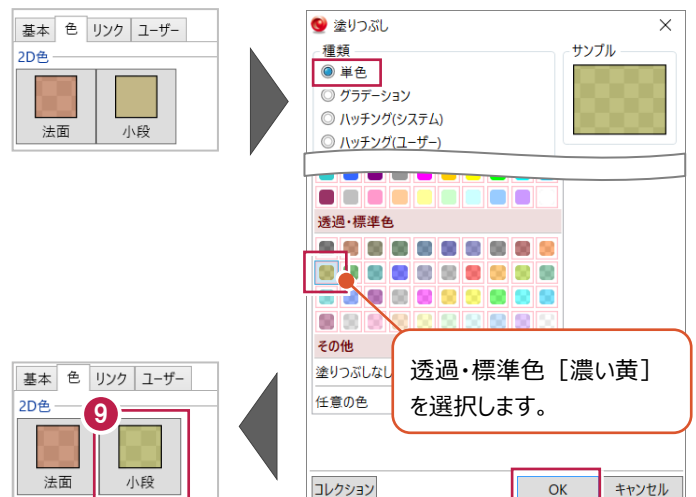 基本 色 リンク ユーザー
2D色
法面 小段
塗りつぶし
種類
単色
グラデーション
ハッチング(システム)
ハッチング(ユーザー)
サンプル
透過・標準色
その他
塗りつぶしなし
任意の色
透過・標準色［濃い黄］
を選択します。
コレクション OK キャンセル
基本 色 リンク ユーザー
2D色
9
法面 小段